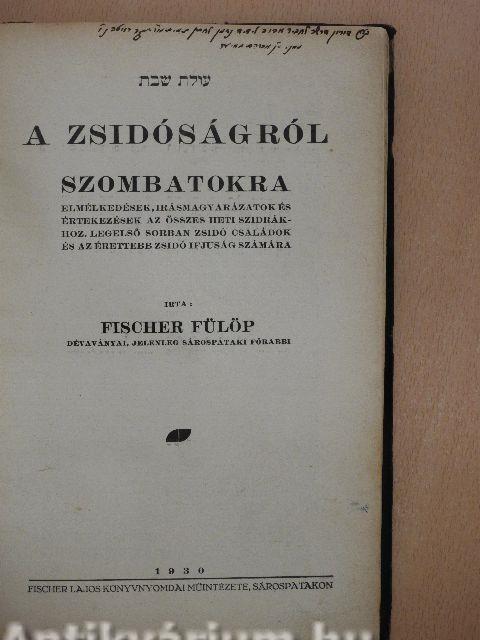 עולת שבת
A ZSIDÓSÁGRÓL
SZOMBATOKRA
ELMÉLKEDÉSEK, IRÁSMAGYARÁZATOK ÉS
ÉRTEKEZÉSEK AZ ÖSSZES HETI SZIDRÁK-
HOZ. LEGELSŐ SORBAN ZSIDÓ CSALÁDOK
ÉS AZ ÉRETTEBB ZSIDÓ IFJUSÁG SZÁMÁRA
IRTA:
FISCHER FÜLÖP
DÉVAVÁNYAI, JELENLEG SÁROSPATAKI FŐRABBI
1930
FISCHER LAJOS KÖNYVNYOMDAI MŰINTÉZETE, SÁROSPATAKON
Antikvárium.hu